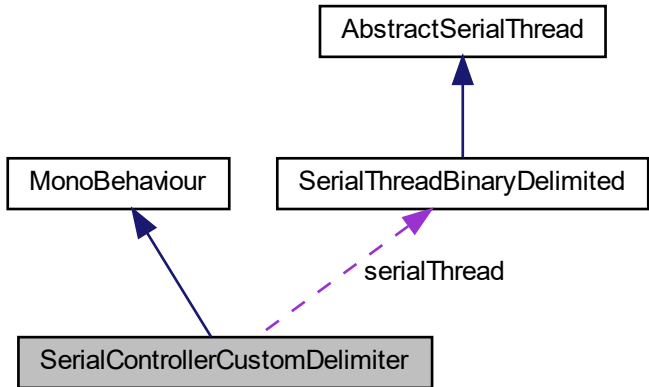 AbstractSerialThread
MonoBehaviour
SerialThreadBinaryDelimited
serialThread
SerialControllerCustomDelimiter